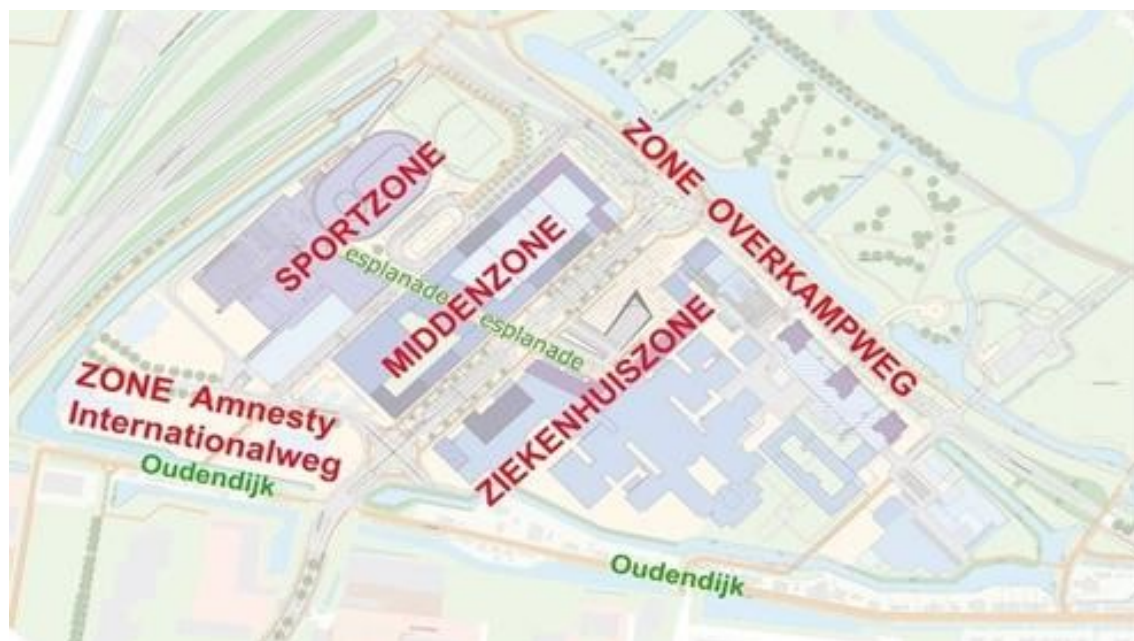 ZONE OVERKAMPWEG
SPORTZONE
esplanade
MIDDENZONE
esplanade
ZIEKENHUISZONE
ZONE Amnesty
Internationalweg
Oudendijk
Oudendijk